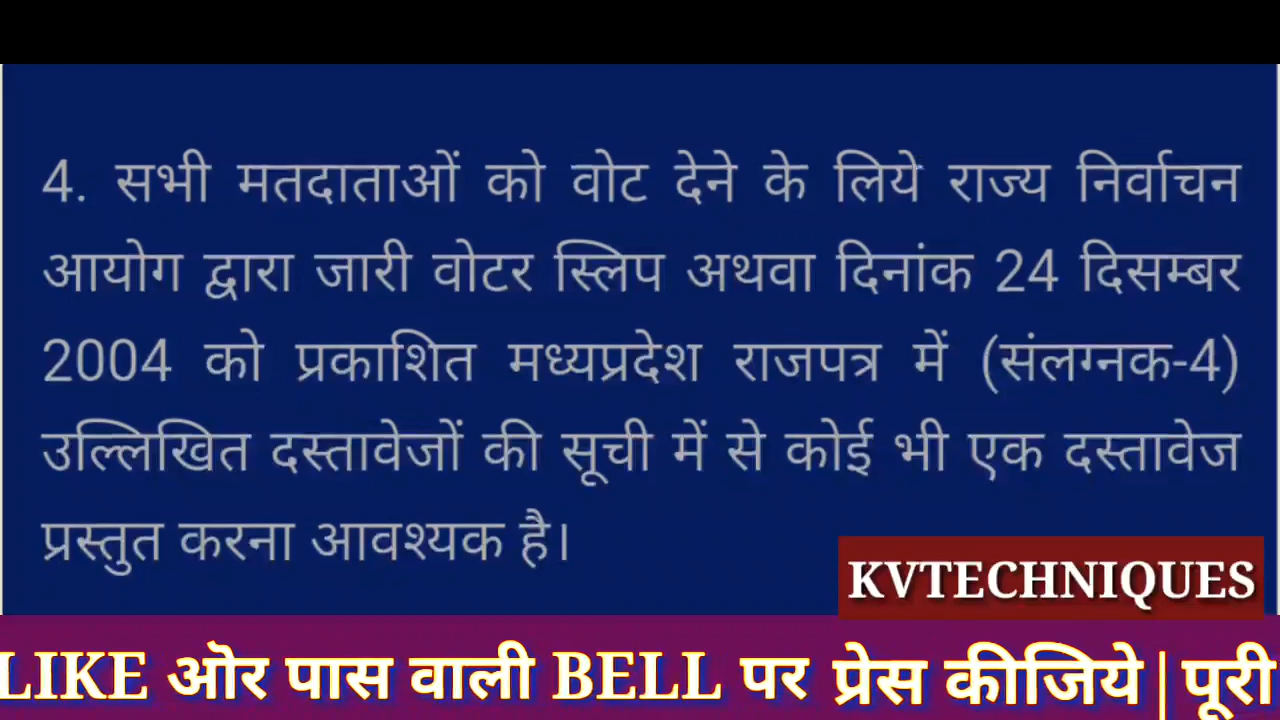 4. सभी मतदाताओं को वोट देने के लिये राज्य निर्वाचन
आयोग द्वारा जारी वोटर स्लिप अथवा दिनांक 24 दिसम्बर
2004 को प्रकाशित मध्यप्रदेश राजपत्र में (संलग्नक-4)
उल्लिखित दस्तावेजों की सूची में से कोई भी एक दस्तावेज
प्रस्तुत करना आवश्यक है।
KVTECHNIQUES
LIKE ऒर पास वाली BELL पर प्रेस कीजिये | पूरी